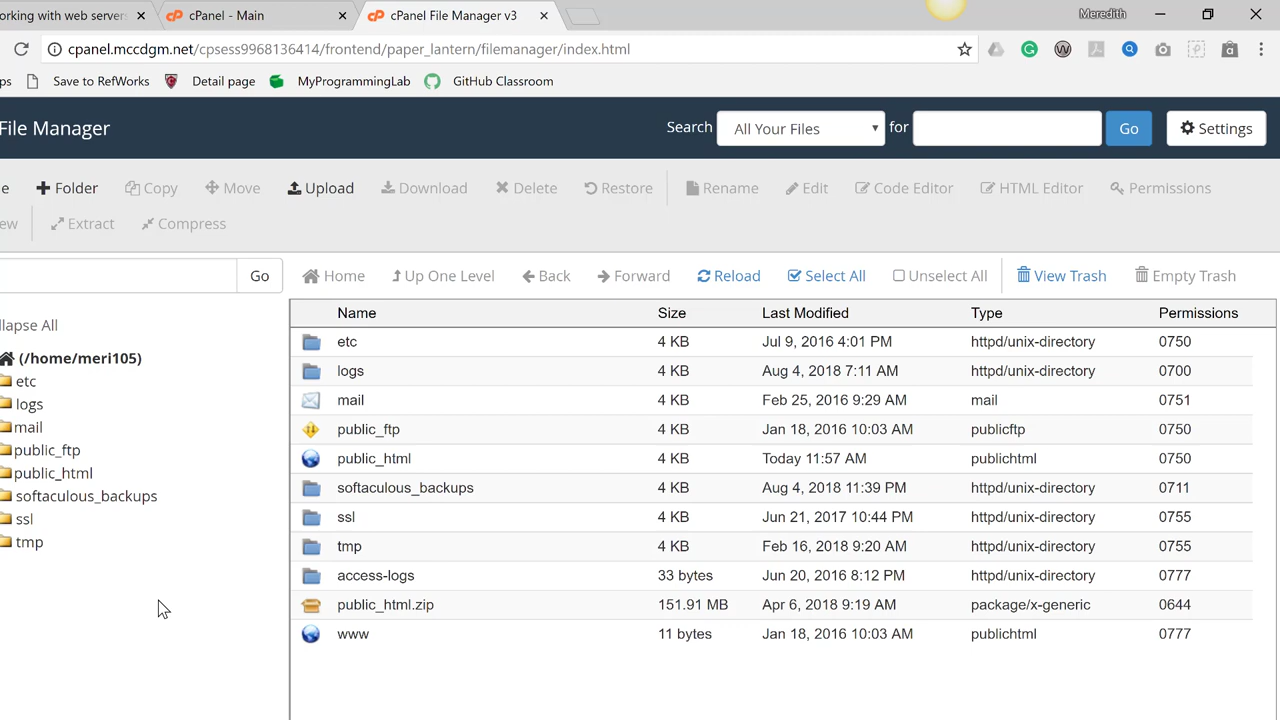 orking with web servers
cPanel - Main
cPanel File Manager v3
Meredith
cpanel.mccdgm.net/cpsess9968136414/frontend/paper_lantern/filemanager/index.html
ps Save to RefWorks Detail page MyProgrammingLab GitHub Classroom
File Manager
Search All Your Files for Go Settings
e Folder Copy Move Upload Download Delete Restore Rename Edit Code Editor HTML Editor Permissions
ew Extract Compress
Go Home Up One Level Back Forward Reload Select All Unselect All View Trash Empty Trash
llapse All
(/home/meri105)
etc
logs
mail
public_ftp
public_html
softaculous_backups
ssl
tmp
Name Size Last Modified Type Permissions
etc 4 KB Jul 9, 2016 4:01 PM httpd/unix-directory 0750
logs 4 KB Aug 4, 2018 7:11 AM httpd/unix-directory 0700
mail 4 KB Feb 25, 2016 9:29 AM mail 0751
public_ftp 4 KB Jan 18, 2016 10:03 AM publicftp 0750
public_html 4 KB Today 11:57 AM publichtml 0750
softaculous_backups 4 KB Aug 4, 2018 11:39 PM httpd/unix-directory 0711
ssl 4 KB Jun 21, 2017 10:44 PM httpd/unix-directory 0755
tmp 4 KB Feb 16, 2018 9:20 AM httpd/unix-directory 0755
access-logs 33 bytes Jun 20, 2016 8:12 PM httpd/unix-directory 0777
public_html.zip 151.91 MB Apr 6, 2018 9:19 AM package/x-generic 0644
www 11 bytes Jan 18, 2016 10:03 AM publichtml 0777